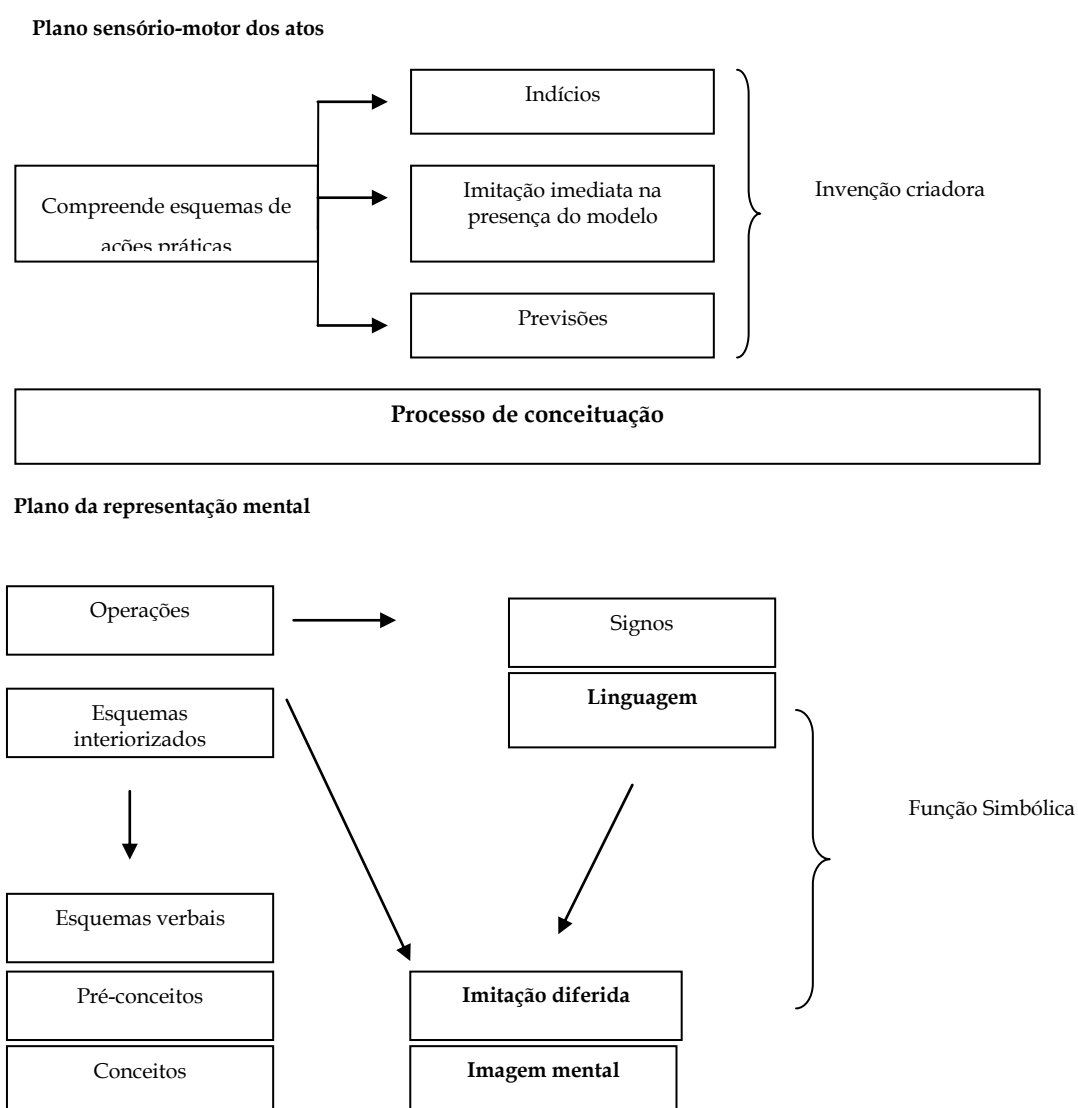 Plano sensório-motor dos atos
Indícios
Compreende esquemas de
ações práticas
Imitação imediata na
presença do modelo
Invenção criadora
Previsões
Processo de conceituação
Plano da representação mental
Operações
Signos
Esquemas
interiorizados
Linguagem
Função Simbólica
Esquemas verbais
Pré-conceitos
Imitação diferida
Conceitos
Imagem mental